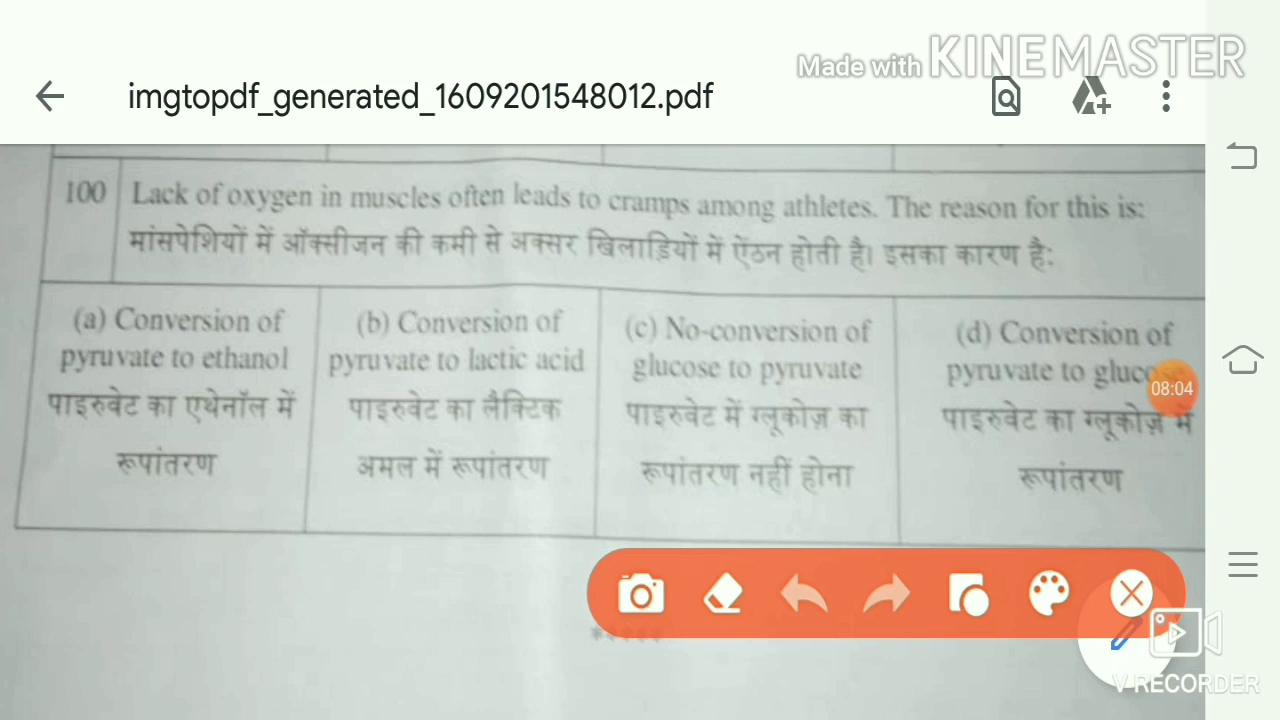 Made with KINEMASTER
imgtopdf_generated_1609201548012.pdf
100 Lack of oxygen in muscles often leads to cramps among athletes. The reason for this is:
मांसपेशियों में ऑक्सीजन की कमी से अक्सर खिलाड़ियों में ऐंठन होती है। इसका कारण है:
(a) Conversion of
pyruvate to ethanol
पाइरुवेट का एथेनॉल में
रूपांतरण
(b) Conversion of
pyruvate to lactic acid
पाइरुवेट का लैक्टिक
अमल में रूपांतरण
(c) No-conversion of
glucose to pyruvate
पाइरुवेट में ग्लूकोज़ का
रूपांतरण नहीं होना
(d) Conversion of
pyruvate to
पाइरुवेट का ग्लूकोज़ में
रूपांतरण
08:04
V RECORDER